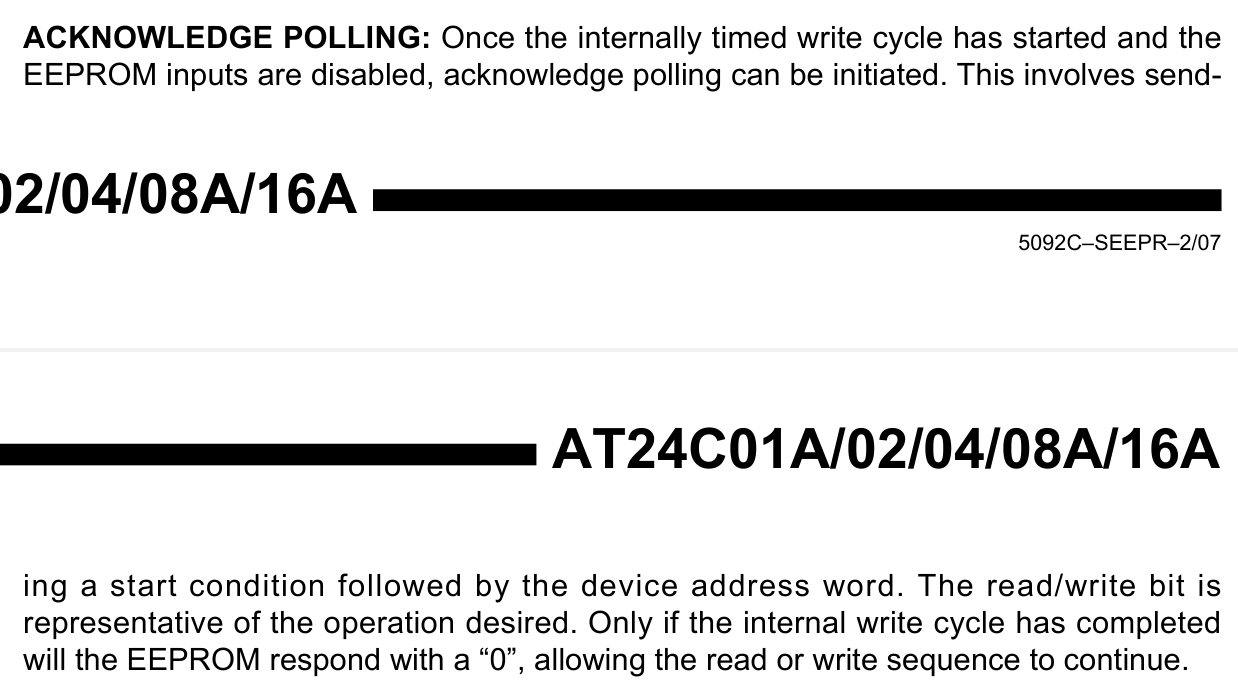 ACKNOWLEDGE POLLING: Once the internally timed write cycle has started and the
EEPROM inputs are disabled, acknowledge polling can be initiated. This involves send-
02/04/08A/16A
5092C–SEEPR–2/07
AT24C01A/02/04/08A/16A
ing a start condition followed by the device address word. The read/write bit is
representative of the operation desired. Only if the internal write cycle has completed
will the EEPROM respond with a “0”, allowing the read or write sequence to continue.